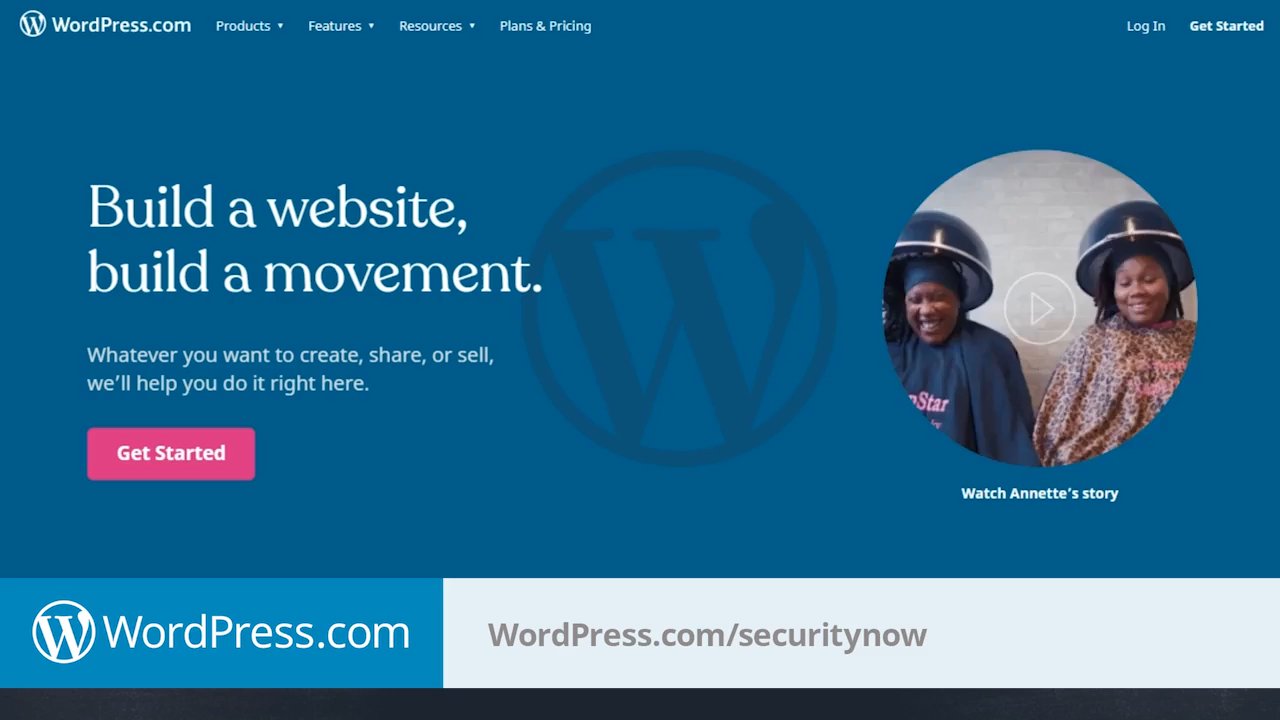 WordPress.com
Products ▼ Features ▼ Resources ▼ Plans & Pricing
Log In Get Started
Build a website,
build a movement.
Whatever you want to create, share, or sell,
we’ll help you do it right here.
Get Started
Watch Annette’s story
WordPress.com
WordPress.com/securitynow